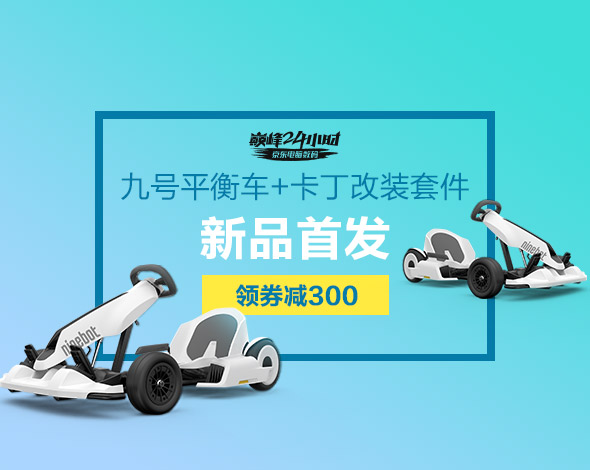 巅峰24小时
京东电脑数码
九号平衡车+卡丁改装套件
新品首发
领券减300
ninebot
ninebot